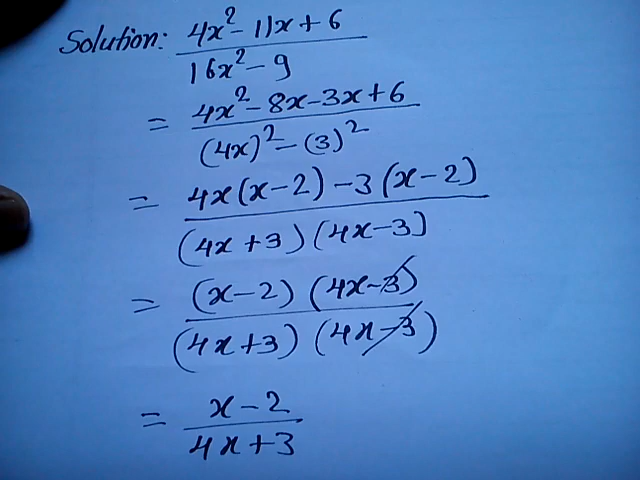 Solution: 4x²-11x+6
16x²-9
= 4x²-8x-3x+6
(4x)²-(3)²
= 4x(x-2)-3(x-2)
(4x+3)(4x-3)
= (x-2)(4x-3)
(4x+3)(4x-3)
= x-2
4x+3